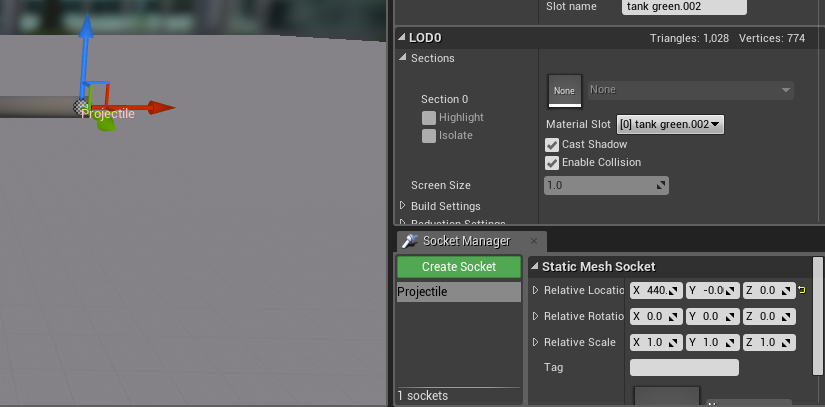 Slot name tank green.002
LOD0 Triangles: 1,028 Vertices: 774
Sections
None None
Section 0
Highlight
Isolate
Material Slot [0] tank green.002
Cast Shadow
Enable Collision
Screen Size 1.0
Build Settings
Reduction Settings
Projectile
Socket Manager
Create Socket
Projectile
1 sockets
Static Mesh Socket
Relative Locatio X 440. Y -0.0 Z 0.0
Relative Rotatio X 0.0 Y 0.0 Z 0.0
Relative Scale X 1.0 Y 1.0 Z 1.0
Tag